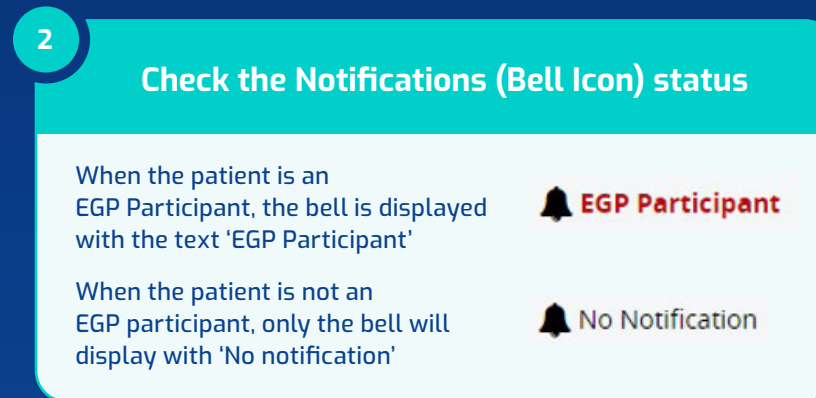 2
Check the Notifications (Bell Icon) status
When the patient is an
EGP Participant, the bell is displayed
with the text ‘EGP Participant’
EGP Participant
When the patient is not an
EGP participant, only the bell will
display with ‘No notification’
No Notification